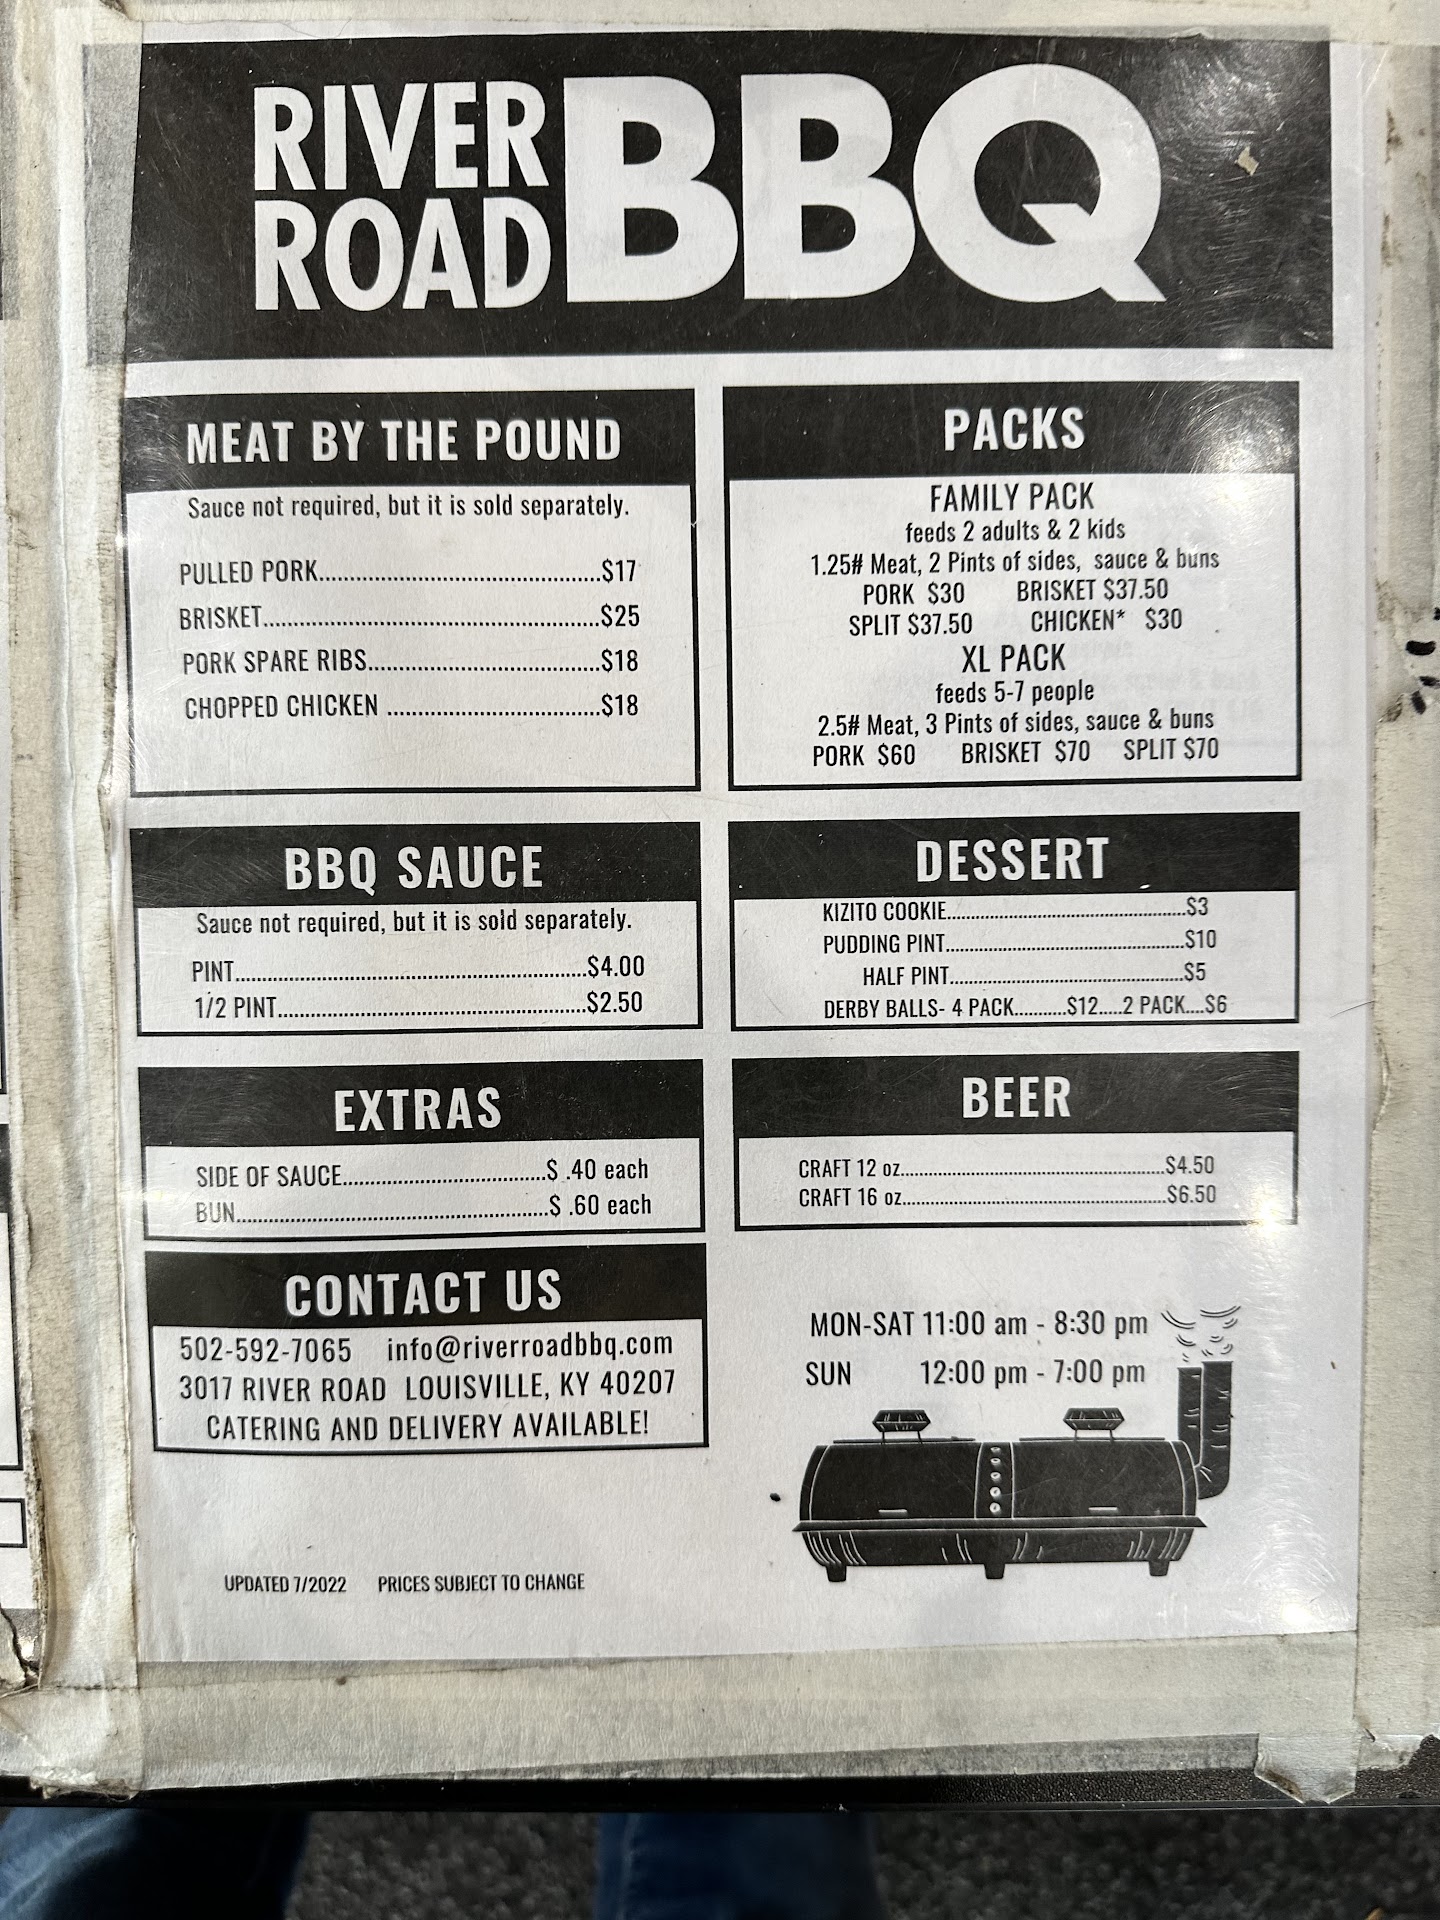 RIVER
ROAD
BBQ
MEAT BY THE POUND
Sauce not required, but it is sold separately.
PULLED PORK..........$17
BRISKET..........$25
PORK SPARE RIBS..........$18
CHOPPED CHICKEN ..........$18
PACKS
FAMILY PACK
feeds 2 adults & 2 kids
1.25# Meat, 2 Pints of sides, sauce & buns
PORK $30 BRISKET $37.50
SPLIT $37.50 CHICKEN* $30
XL PACK
feeds 5-7 people
2.5# Meat, 3 Pints of sides, sauce & buns
PORK $60 BRISKET $70 SPLIT $70
BBQ SAUCE
Sauce not required, but it is sold separately.
PINT..........$4.00
1/2 PINT..........$2.50
DESSERT
KIZITO COOKIE..........$3
PUDDING PINT..........$10
HALF PINT..........$5
DERBY BALLS- 4 PACK..........$12.....2 PACK....$6
EXTRAS
SIDE OF SAUCE..........$ .40 each
BUN..........$ .60 each
BEER
CRAFT 12 oz..........$4.50
CRAFT 16 oz..........$6.50
CONTACT US
502-592-7065 info@riverroadbbq.com
3017 RIVER ROAD LOUISVILLE, KY 40207
CATERING AND DELIVERY AVAILABLE!
MON-SAT 11:00 am - 8:30 pm
SUN 12:00 pm - 7:00 pm
UPDATED 7/2022 PRICES SUBJECT TO CHANGE